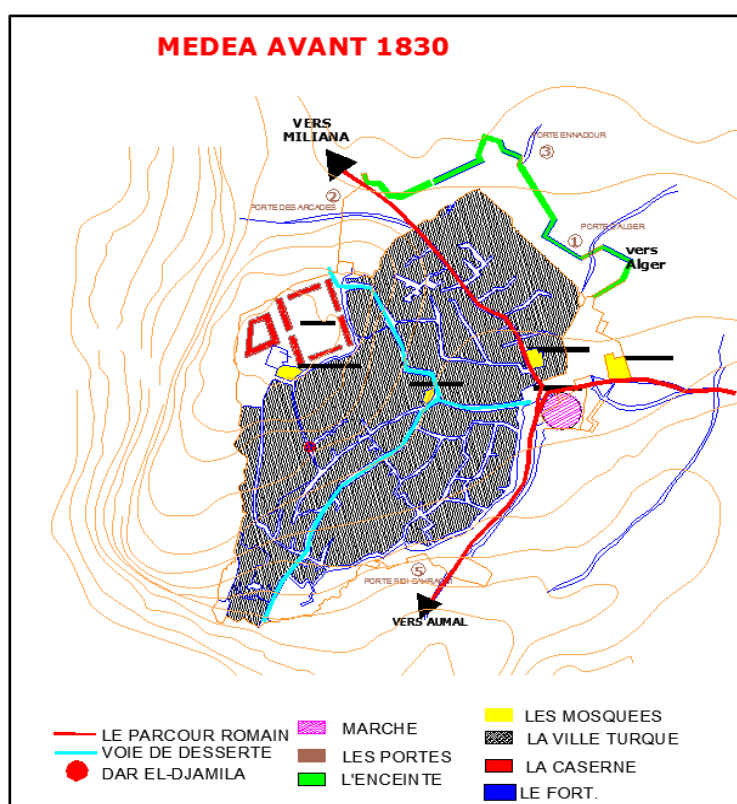 MEDEA AVANT 1830
VERS
MILIANA
PORTE ENNADOUR
3
2
PORTE DES ARCADES
PORTE D'ALGER
1
vers
Alger
5
PORTE SIDI SAHRAOUI
VERS AUMAL
LE PARCOUR ROMAIN
VOIE DE DESSERTE
DAR EL-DJAMILA
MARCHE
LES PORTES
L'ENCEINTE
LES MOSQUEES
LA VILLE TURQUE
LA CASERNE
LE FORT.